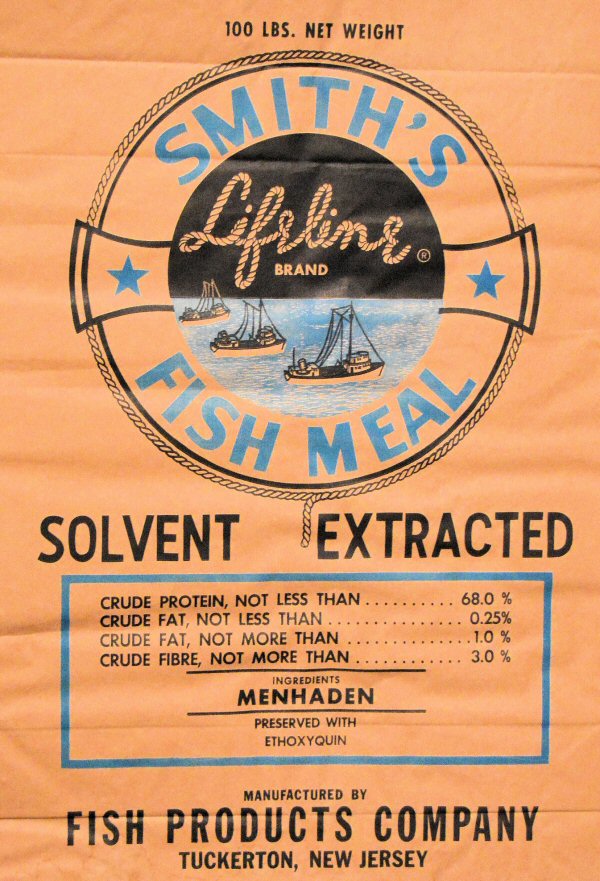 100 LBS. NET WEIGHT
SMITH'S
Lifeline ®
BRAND
FISH MEAL
SOLVENT EXTRACTED
CRUDE PROTEIN, NOT LESS THAN .......... 68.0 %
CRUDE FAT, NOT LESS THAN ............... 0.25%
CRUDE FAT, NOT MORE THAN ............. 1.0 %
CRUDE FIBRE, NOT MORE THAN ............ 3.0 %
INGREDIENTS
MENHADEN
PRESERVED WITH
ETHOXYQUIN
MANUFACTURED BY
FISH PRODUCTS COMPANY
TUCKERTON, NEW JERSEY